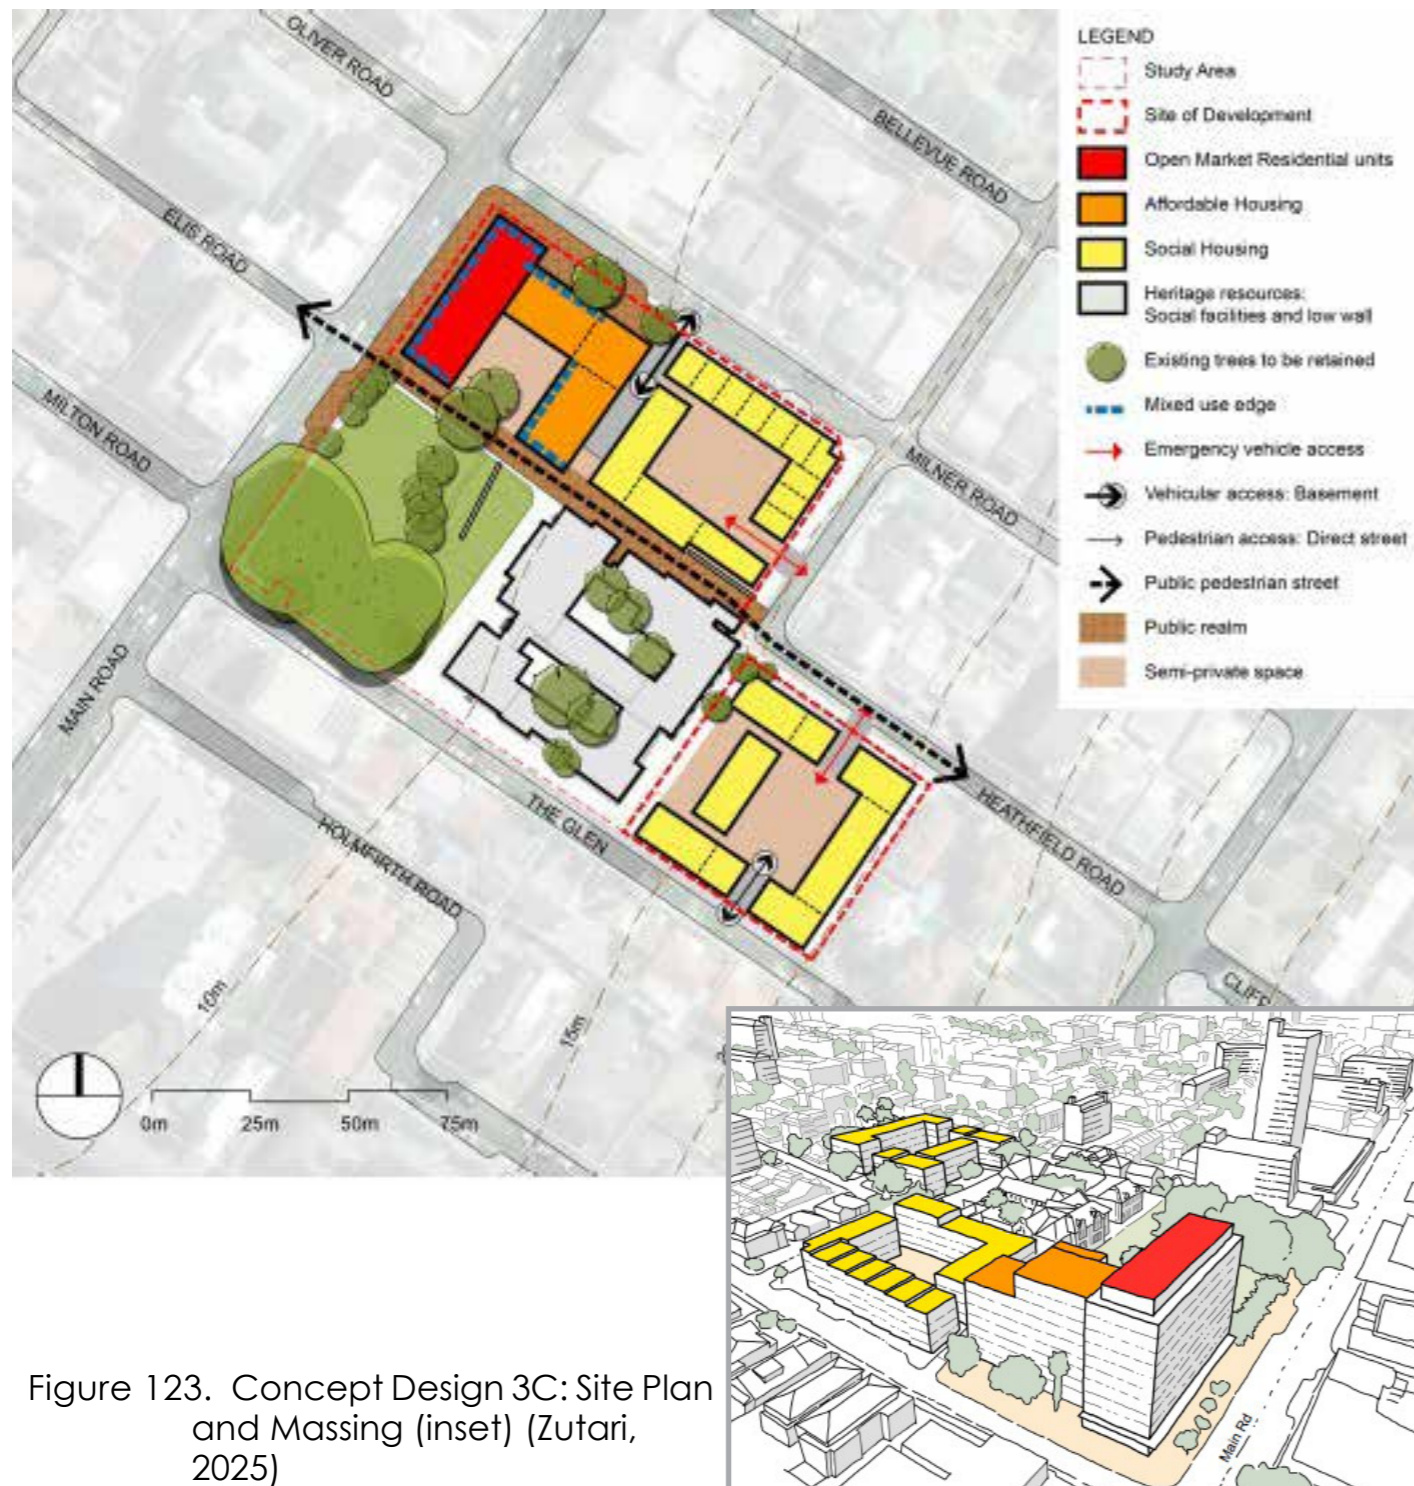 OLIVER ROAD
BELLEVUE ROAD
ELIS ROAD
MILTON ROAD
MILNER ROAD
MAIN ROAD
THE GLEN
HOLMFIRTH ROAD
HEATHFIELD ROAD
10m
15m
0m 25m 50m 75m
LEGEND
Study Area
Site of Development
Open Market Residential units
Affordable Housing
Social Housing
Heritage resources:
Social facilities and low wall
Existing trees to be retained
Mixed use edge
Emergency vehicle access
Vehicular access: Basement
Pedestrian access: Direct street
Public pedestrian street
Public realm
Semi-private space
Main Rd
Figure 123. Concept Design 3C: Site Plan
and Massing (inset) (Zutari,
2025)